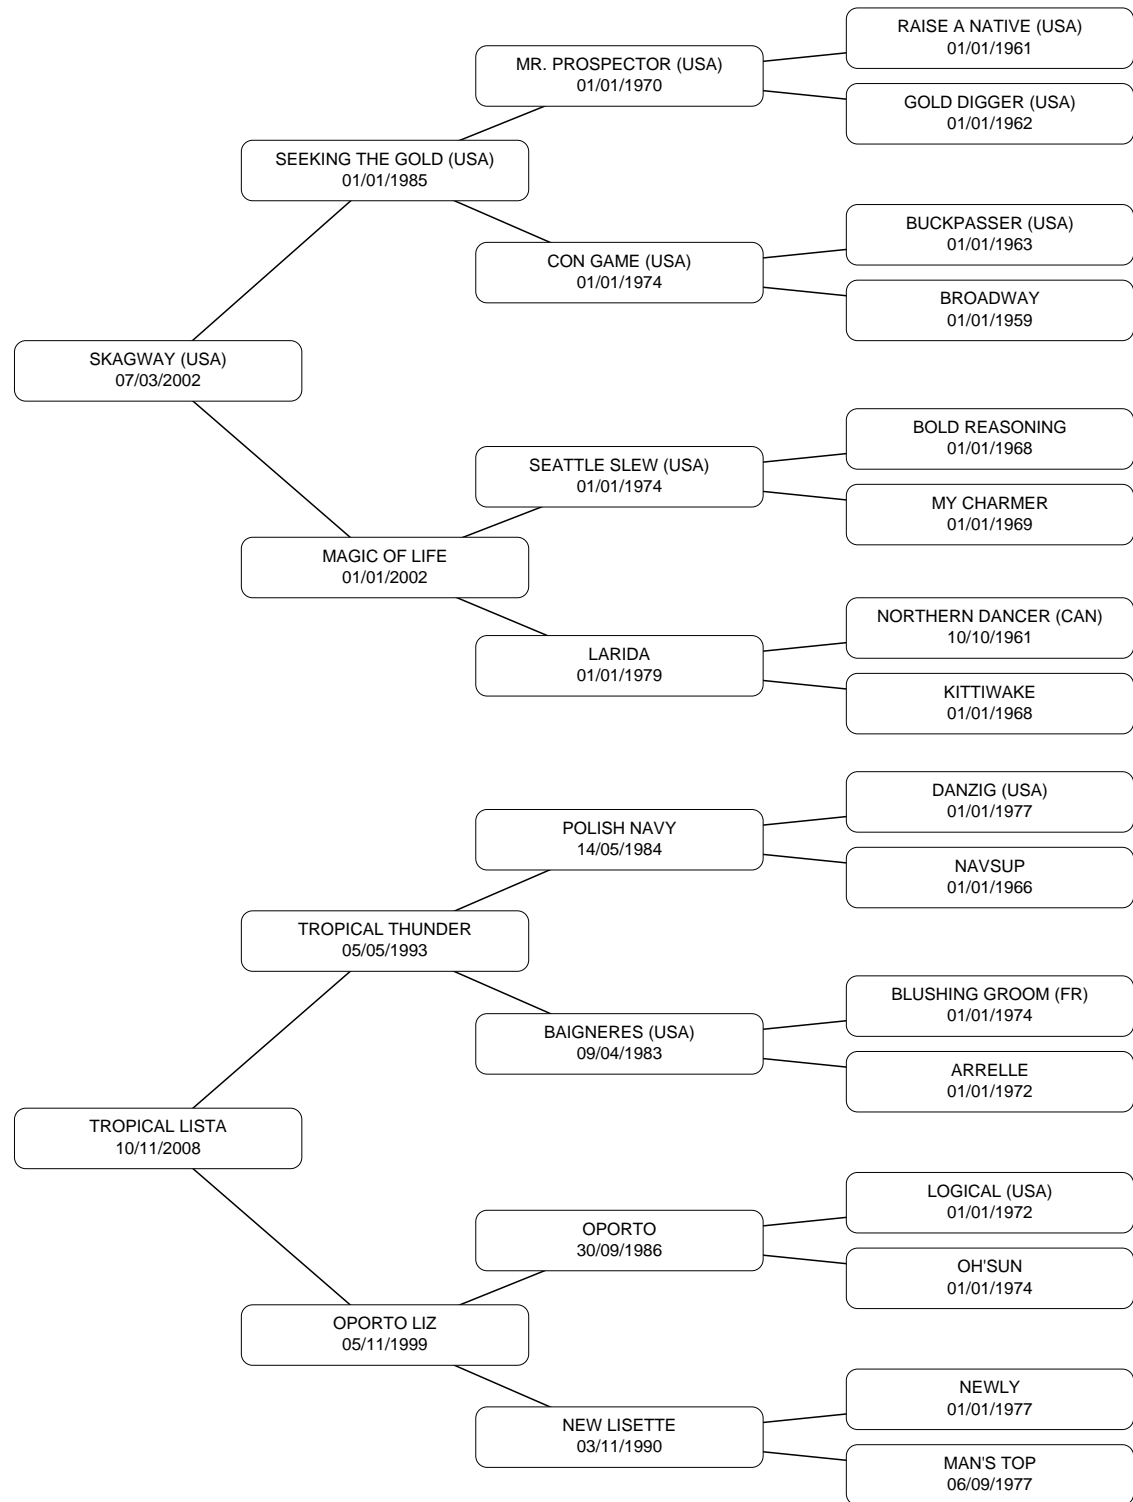 RAISE A NATIVE (USA)
01/01/1961
MR. PROSPECTOR (USA)
01/01/1970
GOLD DIGGER (USA)
01/01/1962
SEEKING THE GOLD (USA)
01/01/1985
BUCKPASSER (USA)
01/01/1963
CON GAME (USA)
01/01/1974
BROADWAY
01/01/1959
SKAGWAY (USA)
07/03/2002
BOLD REASONING
01/01/1968
SEATTLE SLEW (USA)
01/01/1974
MY CHARMER
01/01/1969
MAGIC OF LIFE
01/01/2002
NORTHERN DANCER (CAN)
10/10/1961
LARIDA
01/01/1979
KITTIWAKE
01/01/1968
DANZIG (USA)
01/01/1977
POLISH NAVY
14/05/1984
NAVSUP
01/01/1966
TROPICAL THUNDER
05/05/1993
BLUSHING GROOM (FR)
01/01/1974
BAIGNERES (USA)
09/04/1983
ARRELLE
01/01/1972
TROPICAL LISTA
10/11/2008
LOGICAL (USA)
01/01/1972
OPORTO
30/09/1986
OH'SUN
01/01/1974
OPORTO LIZ
05/11/1999
NEWLY
01/01/1977
NEW LISETTE
03/11/1990
MAN'S TOP
06/09/1977